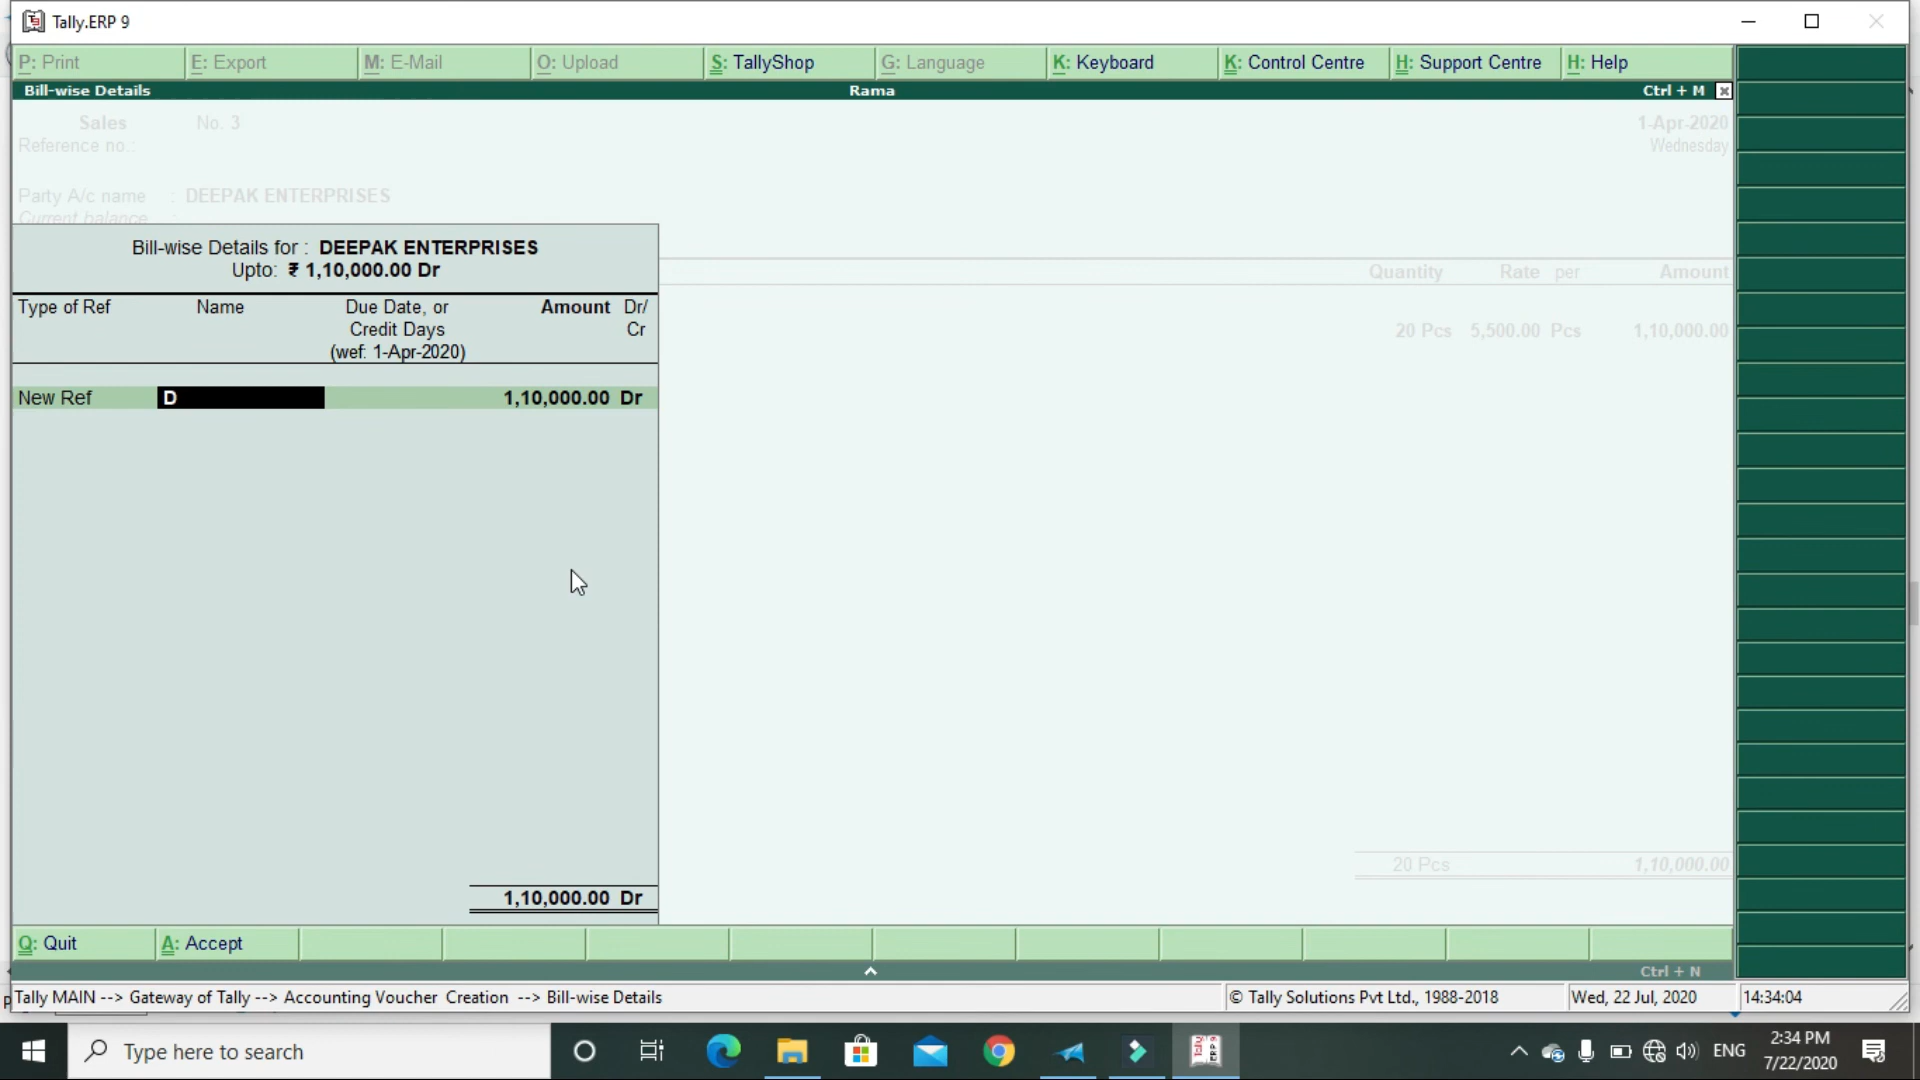 Tally.ERP 9
P: Print E: Export M: E-Mail O: Upload S: TallyShop G: Language K: Keyboard K: Control Centre H: Support Centre H: Help
Bill-wise Details Rama Ctrl + M
Sales No. 3 1-Apr-2020
Reference no.: Wednesday
Party A/c name : DEEPAK ENTERPRISES
Current balance :
Bill-wise Details for : DEEPAK ENTERPRISES
Upto: ₹ 1,10,000.00 Dr
Quantity Rate per Amount
Type of Ref Name Due Date, or Amount Dr/
Credit Days Cr
(wef: 1-Apr-2020)
20 Pcs 5,500.00 Pcs 1,10,000.00
New Ref D 1,10,000.00 Dr
20 Pcs 1,10,000.00
1,10,000.00 Dr
Q: Quit A: Accept
Ctrl + N
Tally MAIN --> Gateway of Tally --> Accounting Voucher Creation --> Bill-wise Details © Tally Solutions Pvt Ltd., 1988-2018 Wed, 22 Jul, 2020 14:34:04
Type here to search ENG 2:34 PM
7/22/2020